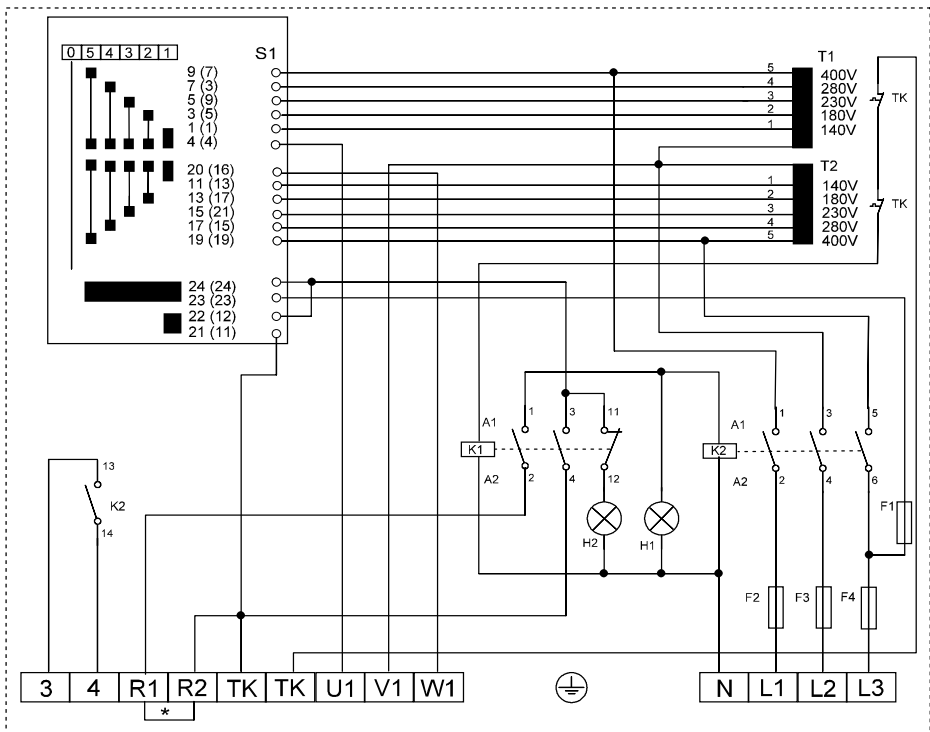 0 5 4 3 2 1
S1
9 (7)
7 (3)
5 (9)
3 (5)
1 (1)
4 (4)
20 (16)
11 (13)
13 (17)
15 (21)
17 (15)
19 (19)
24 (24)
23 (23)
22 (12)
21 (11)
T1
5 400V
4 280V
3 230V
2 180V
1 140V
TK
T2
1 140V
2 180V
3 230V
4 280V
5 400V
TK
1 3 11
A1
K1
A2
2 4 12
H2 H1
1 3 5
A1
K2
A2
2 4 6
F1
13
K2
14
F2 F3 F4
3 4 R1 R2 TK TK U1 V1 W1 N L1 L2 L3
*